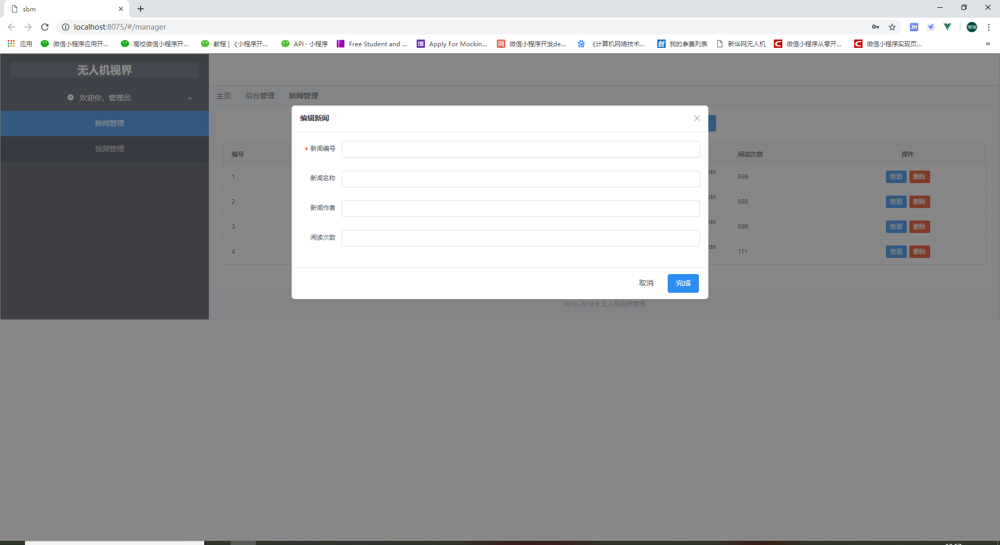 sbm
localhost:8075/#/manager
应用 微信小程序应用开... 高校微信小程序开... 教程 | 《小程序开... API · 小程序 Free Student and ... Apply For Mockin... 微信小程序开发de... 《计算机网络技术... 我的参赛列表 新华网无人机 微信小程序从零开... 微信小程序实现页... »
无人机视界
欢迎你，管理员:
新闻管理
视频管理
主页 / 后台管理 / 新闻管理
编辑新闻
* 新闻编号
新闻名称
新闻作者
阅读次数
取消 完成
编号 阅读次数 操作
1 dn. 999 查看 删除
2 dn. 666 查看 删除
3 dn. 996 查看 删除
4 dn. 111 查看 删除
2018-2019 © 无人机视界管理